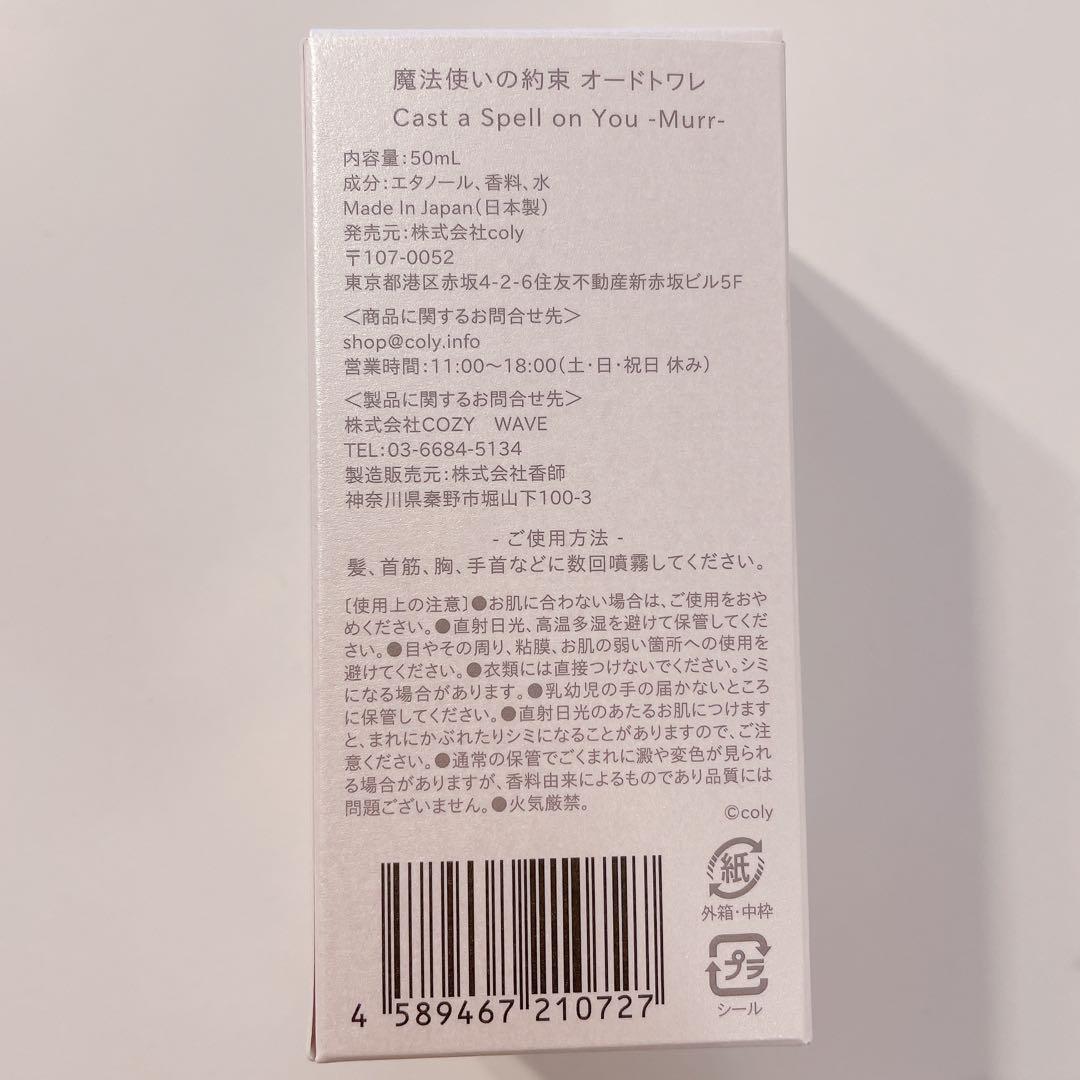 魔法使いの約束 オードトワレ
Cast a Spell on You -Murr-
内容量:50mL
成分:エタノール、香料、水
Made In Japan(日本製)
発売元:株式会社coly
〒107-0052
東京都港区赤坂4-2-6住友不動産新赤坂ビル5F
＜商品に関するお問合せ先＞
shop@coly.info
営業時間:11:00〜18:00(土・日・祝日 休み)
＜製品に関するお問合せ先＞
株式会社COZY　WAVE
TEL:03-6684-5134
製造販売元:株式会社香師
神奈川県秦野市堀山下100-3
- ご使用方法 -
髪、首筋、胸、手首などに数回噴霧してください。
〔使用上の注意〕●お肌に合わない場合は、ご使用をおや
めください。●直射日光、高温多湿を避けて保管してくだ
さい。●目やその周り、粘膜、お肌の弱い箇所への使用を
避けてください。●衣類には直接つけないでください。シミ
になる場合があります。●乳幼児の手の届かないところ
に保管してください。●直射日光のあたるお肌につけます
と、まれにかぶれたりシミになることがありますので、ご注
意ください。●通常の保管でごくまれに澱や変色が見られ
る場合がありますが、香料由来によるものであり品質には
問題ございません。●火気厳禁。
©coly
紙
外箱・中枠
プラ
シール
4 589467 210727